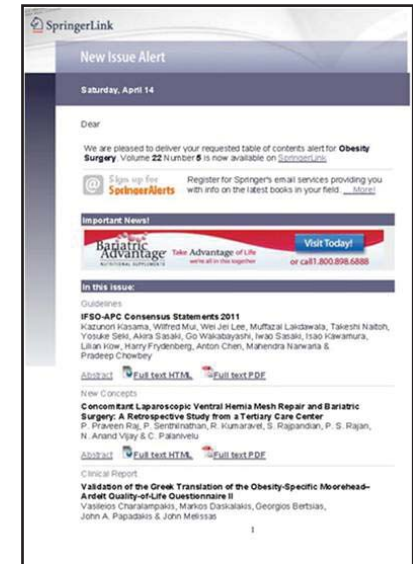 SpringerLink
New Issue Alert
Saturday, April 14
Dear
We are pleased to deliver your requested table of contents alert for Obesity
Surgery. Volume 22 Number 5 is now available on SpringerLink
Sign up for
SpringerAlerts
Register for Springer's email services providing you
with info on the latest books in your field. ... More!
Important News!
Bariatric
Advantage
NUTRITIONAL SUPPLEMENTS
Take Advantage of Life
we're all in this together
Visit Today!
or call 1.800.898.6888
In this issue:
Guidelines
IFSO-APC Consensus Statements 2011
Kazunori Kasama, Wilfred Mui, Wei Jei Lee, Muffazal Lakdawala, Takeshi Naitoh,
Yosuke Seki, Akira Sasaki, Go Wakabayashi, Iwao Sasaki, Isao Kawamura,
Lilian Kow, Harry Frydenberg, Anton Chen, Mahendra Narwaria &
Pradeep Chowbey
Abstract Full text HTML Full text PDF
New Concepts
Concomitant Laparoscopic Ventral Hernia Mesh Repair and Bariatric
Surgery: A Retrospective Study from a Tertiary Care Center
P. Praveen Raj, P. Senthilnathan, R. Kumaravel, S. Rajpandian, P. S. Rajan,
N. Anand Vijay & C. Palanivelu
Abstract Full text HTML Full text PDF
Clinical Report
Validation of the Greek Translation of the Obesity-Specific Moorehead–
Ardelt Quality-of-Life Questionnaire II
Vasileios Charalampakis, Markos Daskalakis, Georgios Bertsias,
John A. Papadakis & John Melissas
1